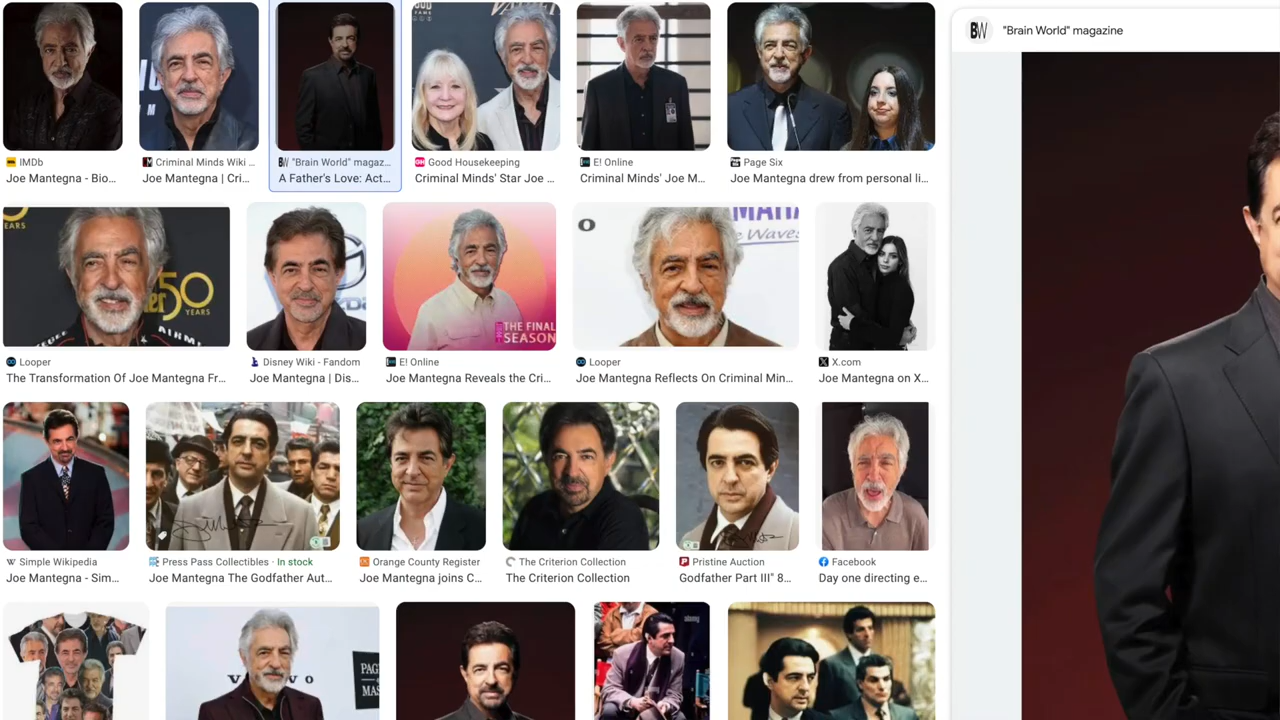 "Brain World" magazine
IMDb
Joe Mantegna - Bio...
Criminal Minds Wiki ...
Joe Mantegna | Cri...
"Brain World" magaz...
A Father's Love: Act...
Good Housekeeping
Criminal Minds' Star Joe ...
E! Online
Criminal Minds' Joe M...
Page Six
Joe Mantegna drew from personal li...
50
YEARS
Looper
The Transformation Of Joe Mantegna Fr...
Disney Wiki - Fandom
Joe Mantegna | Dis...
THE FINAL
SEASON
E! Online
Joe Mantegna Reveals the Cri...
Looper
Joe Mantegna Reflects On Criminal Min...
X.com
Joe Mantegna on X...
Simple Wikipedia
Joe Mantegna - Sim...
Press Pass Collectibles · In stock
Joe Mantegna The Godfather Aut...
Orange County Register
Joe Mantegna joins C...
The Criterion Collection
The Criterion Collection
Pristine Auction
Godfather Part III" 8...
Facebook
Day one directing e...